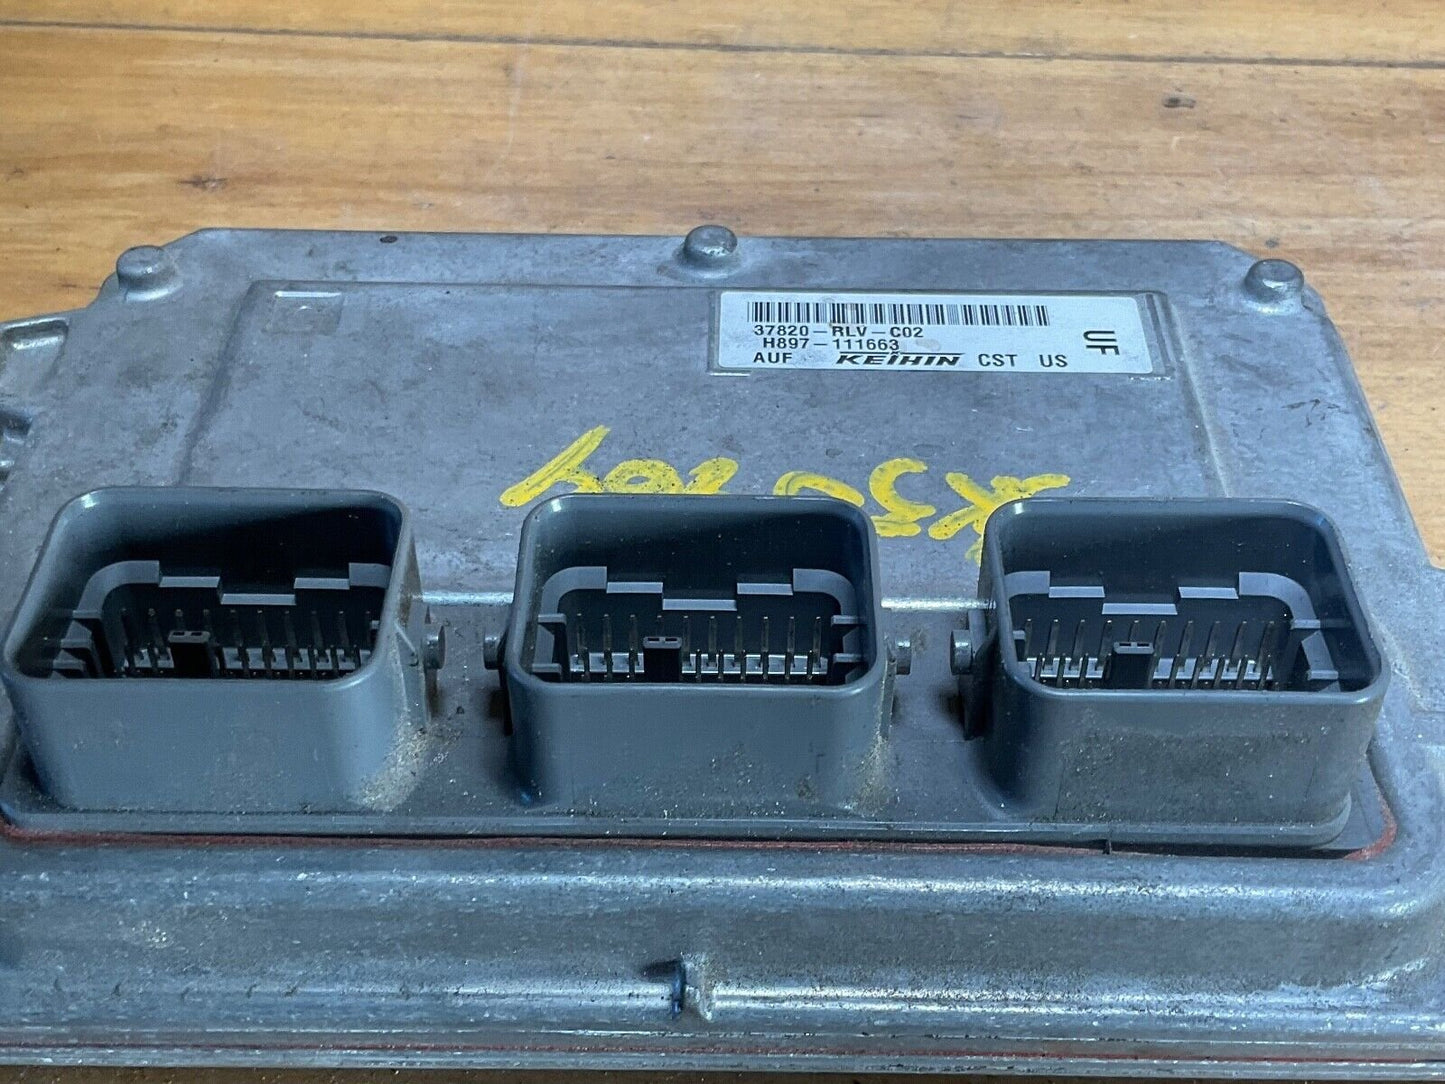 37820-RLV-C02
H897-111663
AUF KEIHIN CST US
UF